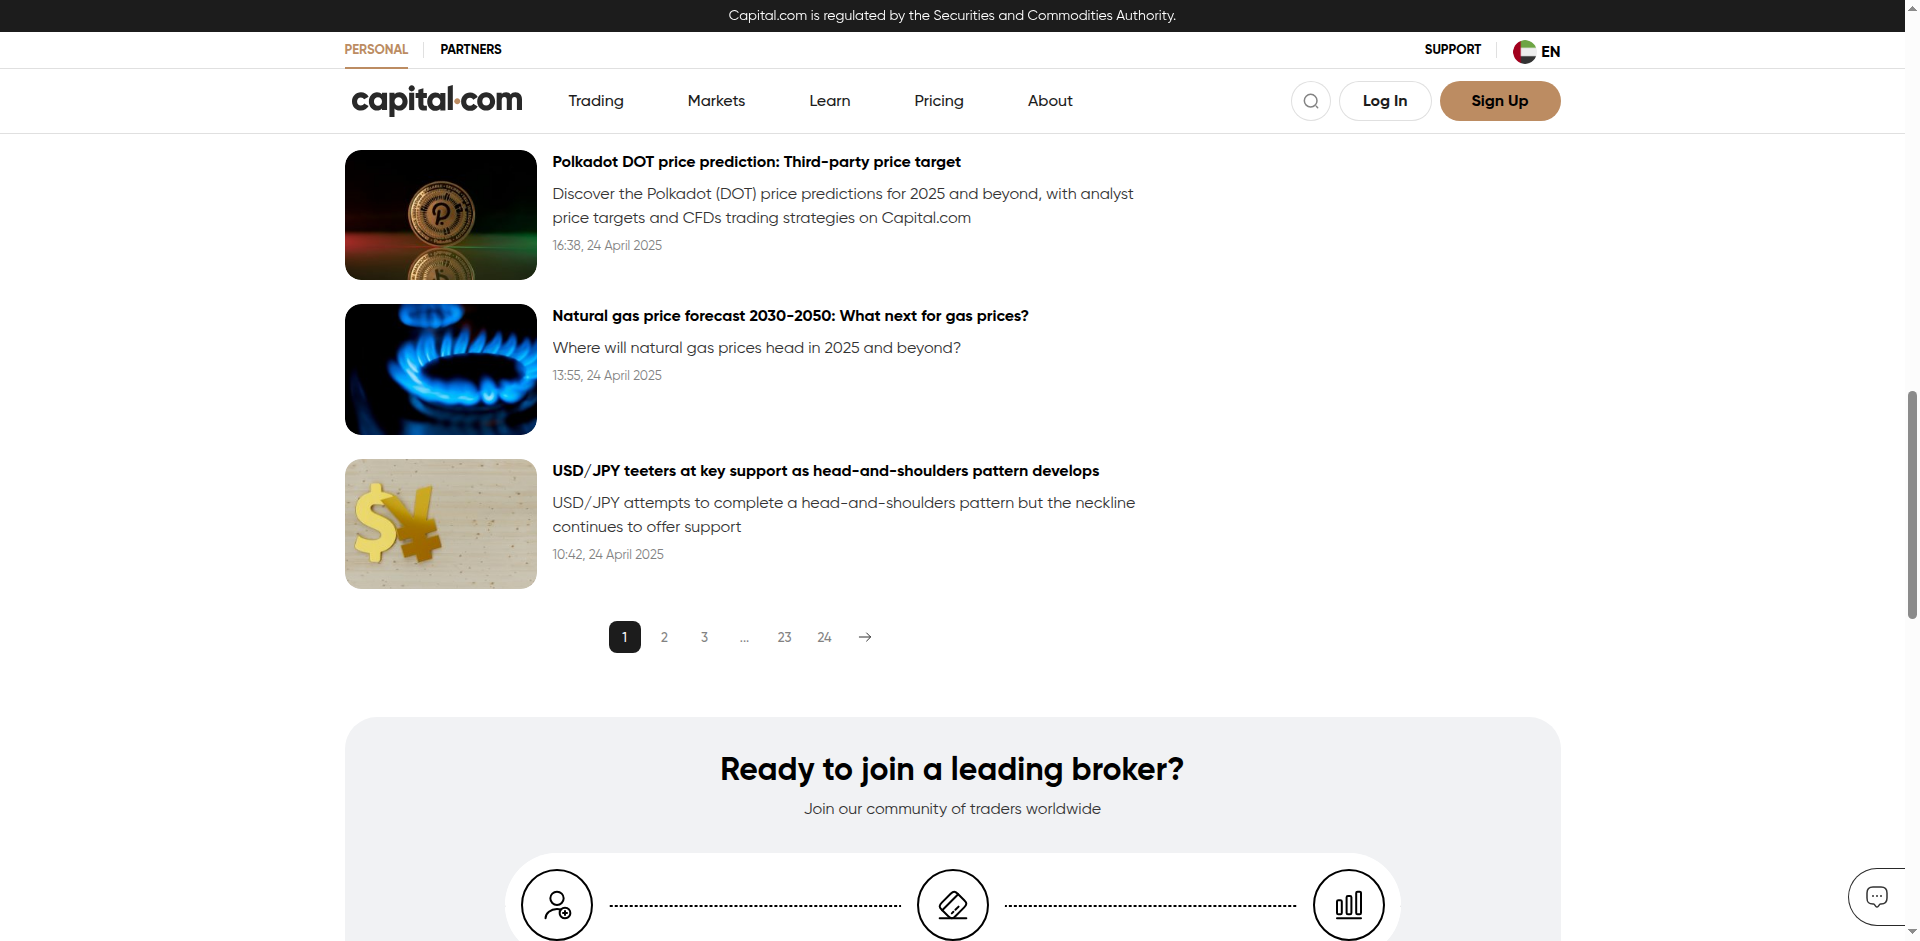 Capital.com is regulated by the Securities and Commodities Authority.
PERSONAL PARTNERS SUPPORT EN
capital.com Trading Markets Learn Pricing About Log In Sign Up
Polkadot DOT price prediction: Third-party price target
Discover the Polkadot (DOT) price predictions for 2025 and beyond, with analyst
price targets and CFDs trading strategies on Capital.com
16:38, 24 April 2025
Natural gas price forecast 2030-2050: What next for gas prices?
Where will natural gas prices head in 2025 and beyond?
13:55, 24 April 2025
USD/JPY teeters at key support as head-and-shoulders pattern develops
USD/JPY attempts to complete a head-and-shoulders pattern but the neckline
continues to offer support
10:42, 24 April 2025
1 2 3 ... 23 24
Ready to join a leading broker?
Join our community of traders worldwide